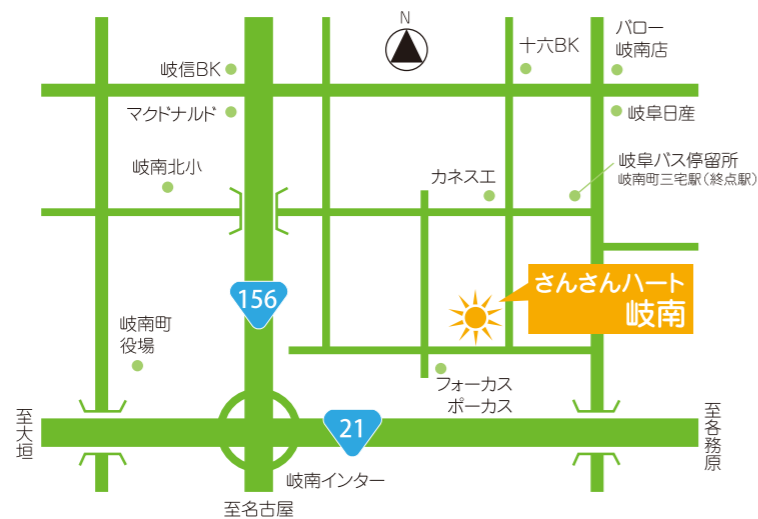 N
バロー
岐南店
十六BK
岐信BK
マクドナルド
岐阜日産
岐南北小
カネスエ
岐阜バス停留所
岐南町三宅駅(終点駅)
さんさんハート
岐南
156
岐南町
役場
フォーカス
ポーカス
至大垣
21
至各務原
岐南インター
至名古屋